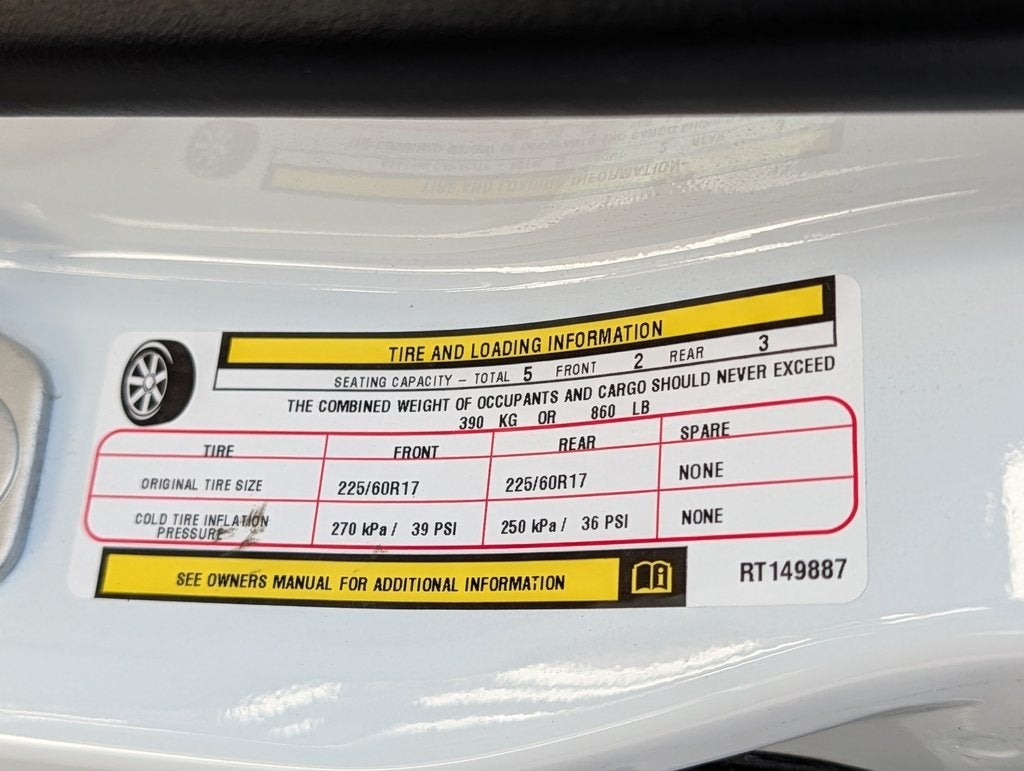 TIRE AND LOADING INFORMATION
SEATING CAPACITY - TOTAL 5 FRONT 2 REAR 3
THE COMBINED WEIGHT OF OCCUPANTS AND CARGO SHOULD NEVER EXCEED
390 KG OR 860 LB
TIRE FRONT REAR SPARE
ORIGINAL TIRE SIZE 225/60R17 225/60R17 NONE
COLD TIRE INFLATION
PRESSURE 270 kPa / 39 PSI 250 kPa / 36 PSI NONE
SEE OWNERS MANUAL FOR ADDITIONAL INFORMATION
RT149887